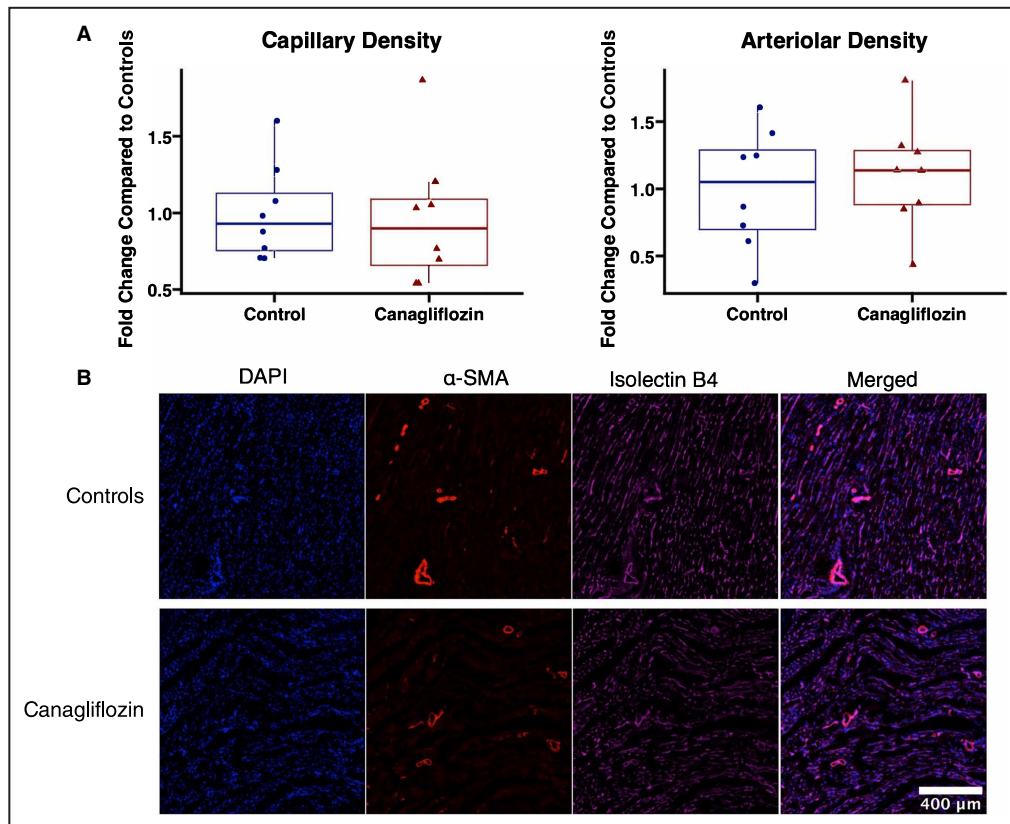 A
Capillary Density
Arteriolar Density
Fold Change Compared to Controls
1.5
1.0
0.5
Control
Canagliflozin
Fold Change Compared to Controls
1.5
1.0
0.5
Control
Canagliflozin
B
DAPI
α-SMA
Isolectin B4
Merged
Controls
Canagliflozin
400 µm